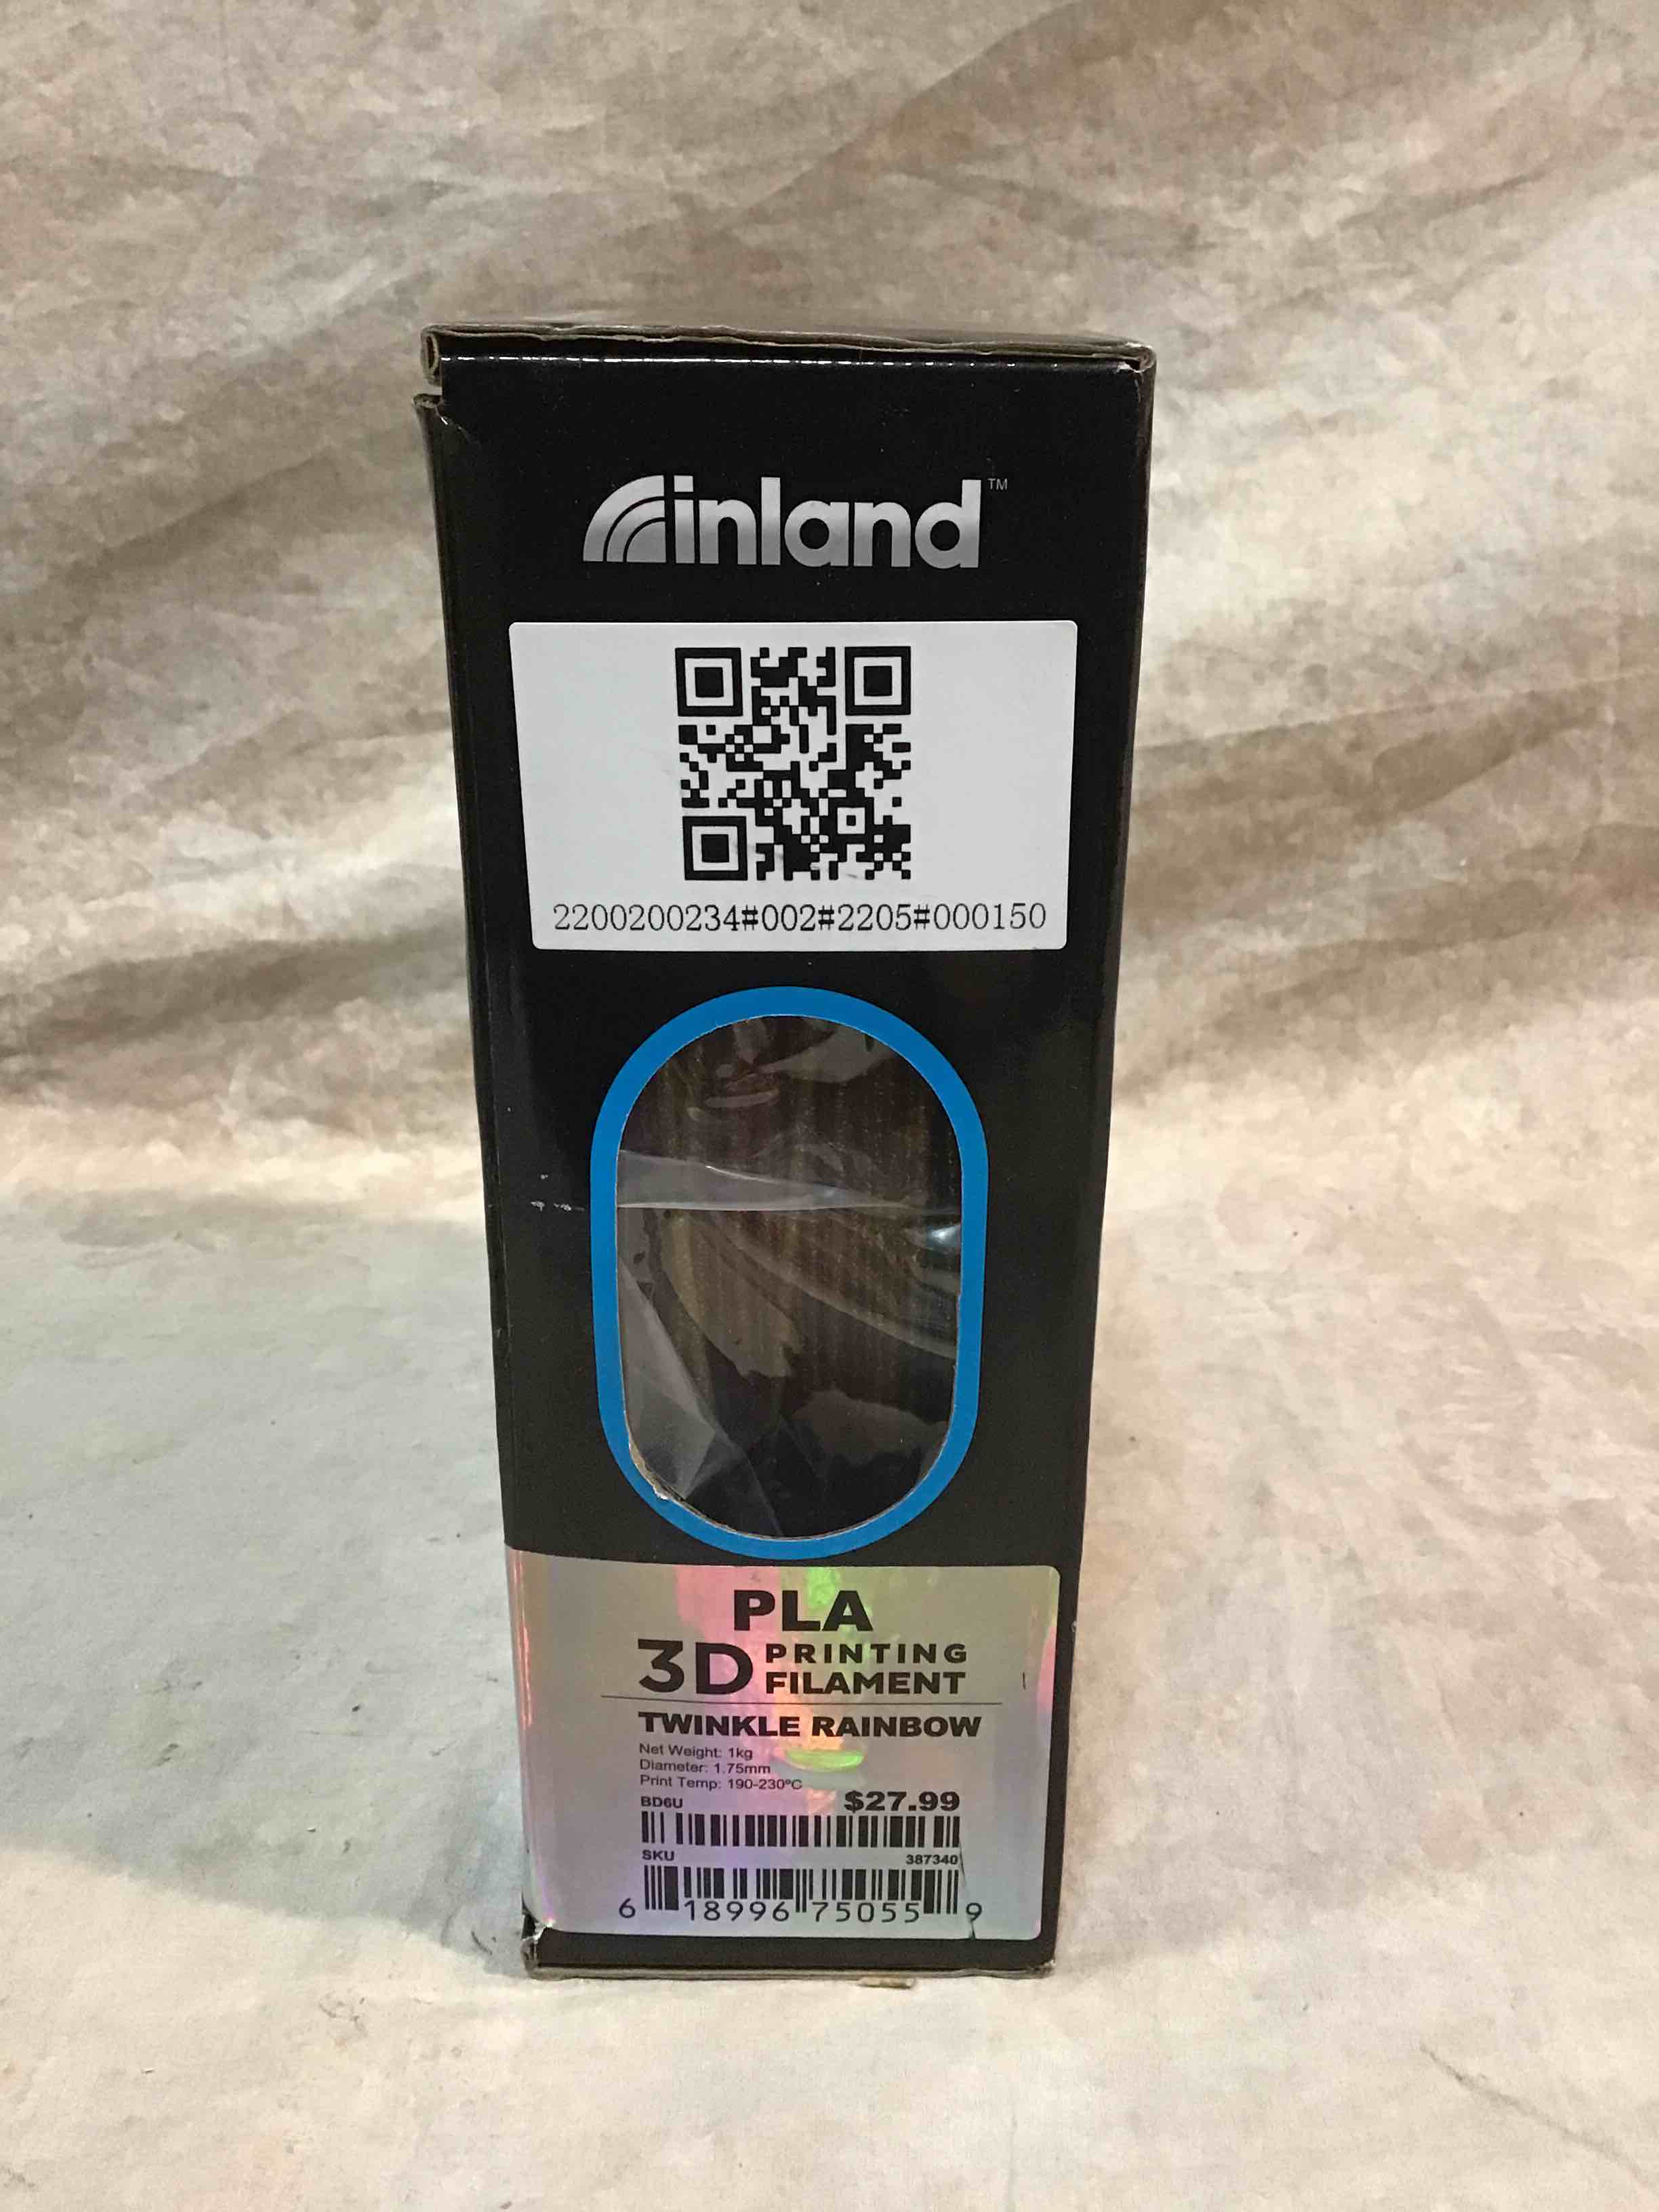 inland™
2200200234#002#2205#000150
PLA
3D PRINTING
FILAMENT
TWINKLE RAINBOW
Net Weight: 1kg
Diameter: 1.75mm
Print Temp: 190-230°C
BD6U $27.99
SKU 387340
6 18996 75055 9